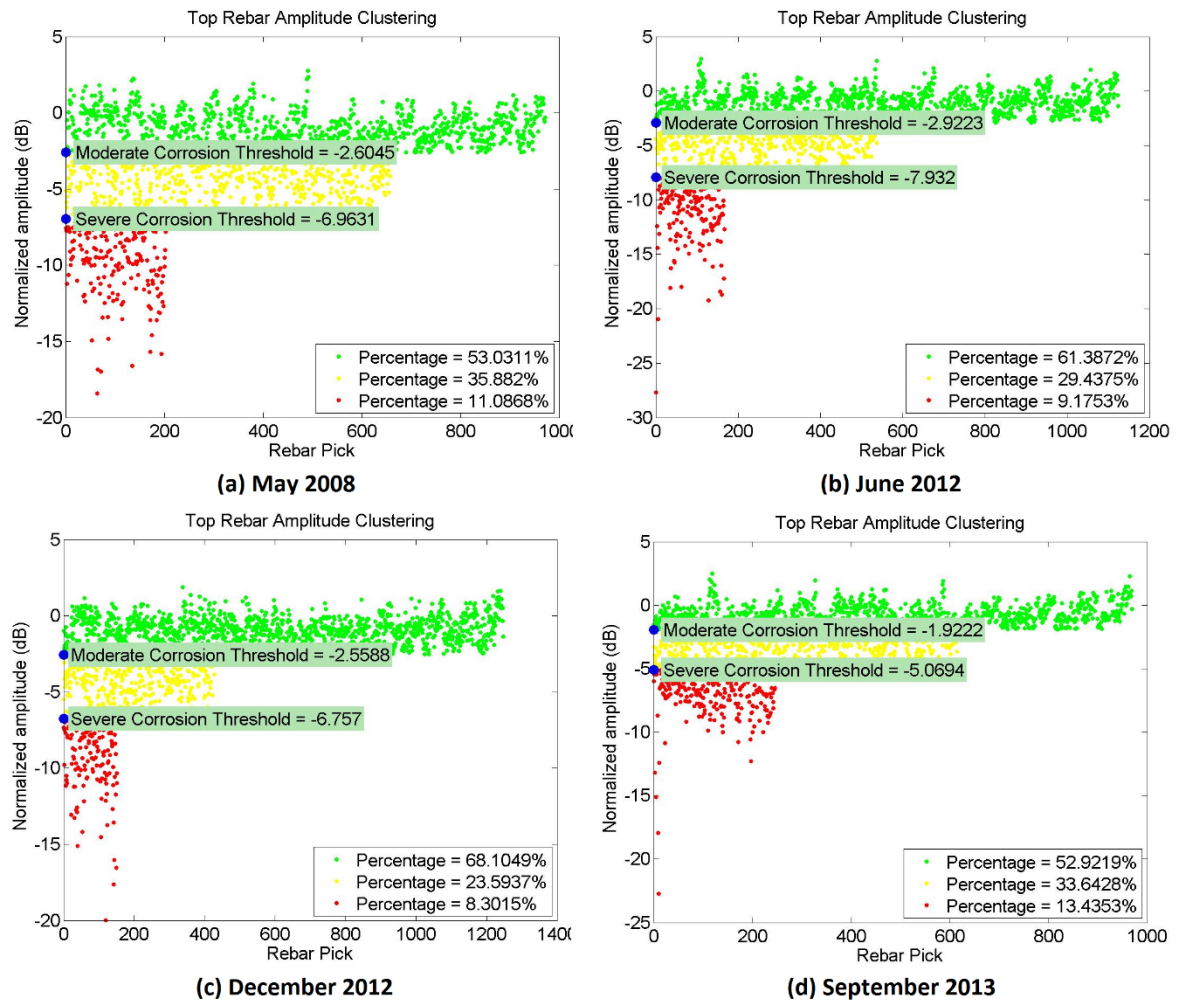 Top Rebar Amplitude Clustering
5
0
-5
-10
-15
-20
Normalized amplitude (dB)
Moderate Corrosion Threshold = -2.6045
Severe Corrosion Threshold = -6.9631
Percentage = 53.0311%
Percentage = 35.882%
Percentage = 11.0868%
0 200 400 600 800 1000
Rebar Pick
(a) May 2008
Top Rebar Amplitude Clustering
5
0
-5
-10
-15
-20
-25
-30
Normalized amplitude (dB)
Moderate Corrosion Threshold = -2.9223
Severe Corrosion Threshold = -7.932
Percentage = 61.3872%
Percentage = 29.4375%
Percentage = 9.1753%
0 200 400 600 800 1000 1200
Rebar Pick
(b) June 2012
Top Rebar Amplitude Clustering
5
0
-5
-10
-15
-20
Normalized amplitude (dB)
Moderate Corrosion Threshold = -2.5588
Severe Corrosion Threshold = -6.757
Percentage = 68.1049%
Percentage = 23.5937%
Percentage = 8.3015%
0 200 400 600 800 1000 1200 1400
Rebar Pick
(c) December 2012
Top Rebar Amplitude Clustering
5
0
-5
-10
-15
-20
-25
Normalized amplitude (dB)
Moderate Corrosion Threshold = -1.9222
Severe Corrosion Threshold = -5.0694
Percentage = 52.9219%
Percentage = 33.6428%
Percentage = 13.4353%
0 200 400 600 800 1000
Rebar Pick
(d) September 2013